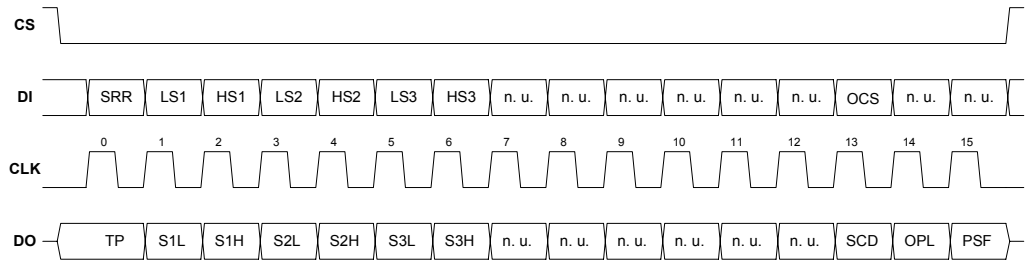 CS
DI SRR LS1 HS1 LS2 HS2 LS3 HS3 n. u. n. u. n. u. n. u. n. u. n. u. OCS n. u. n. u.
0 1 2 3 4 5 6 7 8 9 10 11 12 13 14 15
CLK
DO TP S1L S1H S2L S2H S3L S3H n. u. n. u. n. u. n. u. n. u. n. u. SCD OPL PSF